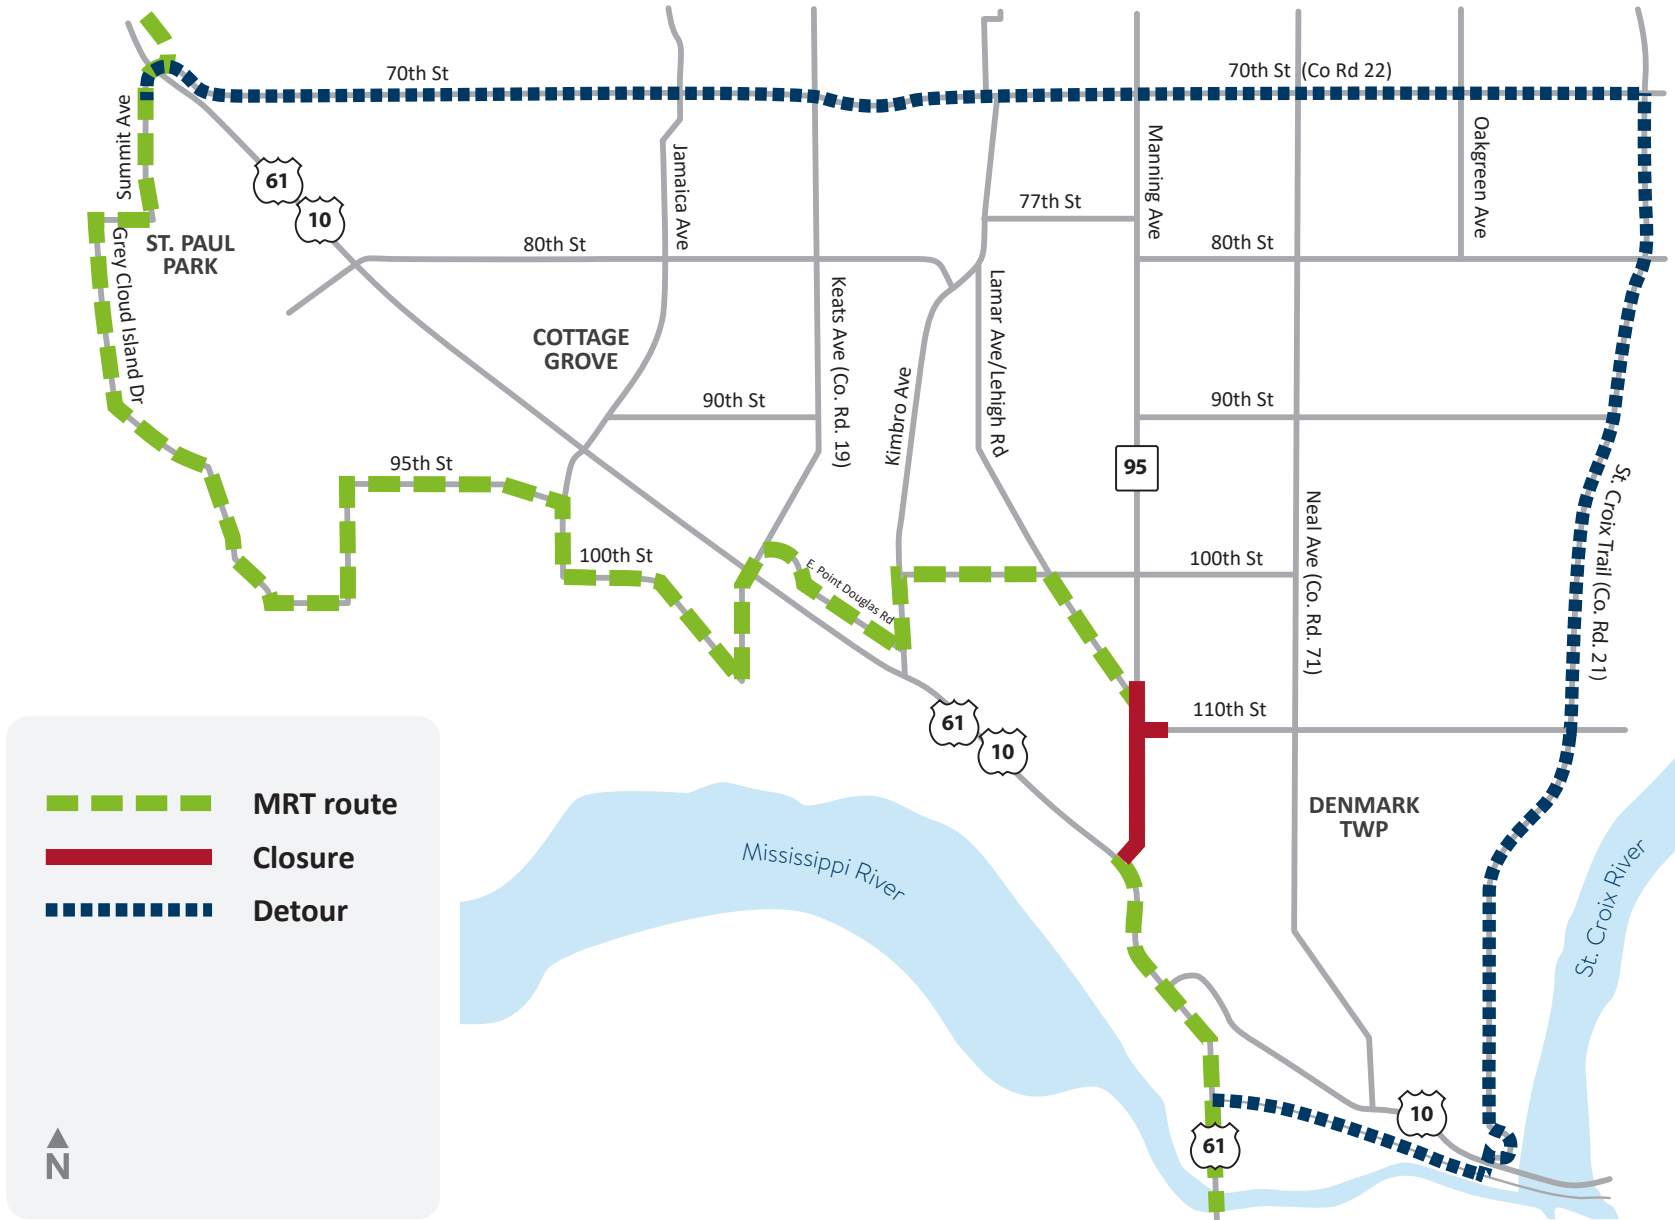 70th St
70th St (Co Rd 22)
Summit Ave
61
10
Jamaica Ave
Manning Ave
Oakgreen Ave
77th St
ST. PAUL
PARK
80th St
80th St
Grey Cloud Island Dr
COTTAGE
GROVE
Keats Ave (Co. Rd. 19)
Lamar Ave/Lehigh Rd
Kimbro Ave
90th St
90th St
95th St
95
St. Croix Trail (Co. Rd. 21)
Neal Ave (Co. Rd. 71)
100th St
E. Point Douglas Rd
100th St
61
10
110th St
MRT route
Closure
Detour
DENMARK
TWP
Mississippi River
St. Croix River
10
61
N